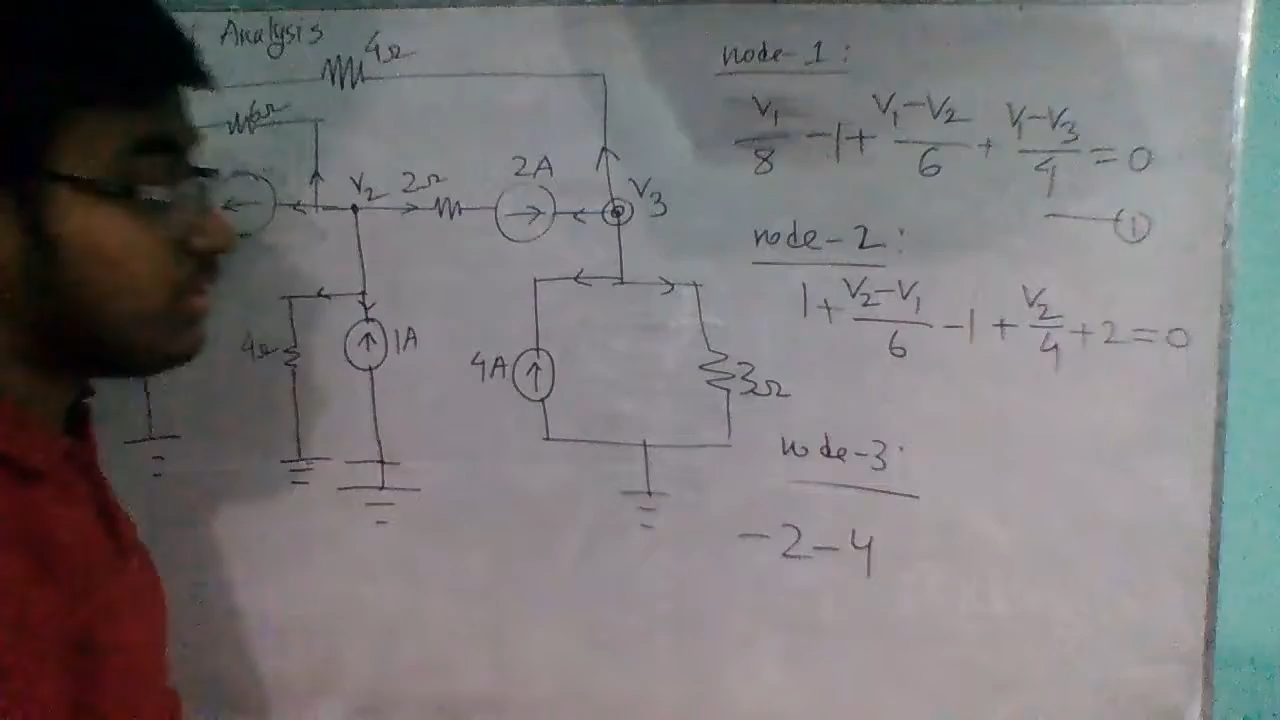 Analysis
4Ω
6Ω
V₂ 2Ω 2A V₃
4Ω 1A
4A 3Ω
node-1:
V₁/8 -1+ V₁-V₂/6 + V₁-V₃/4 = 0
①
node-2:
1+ V₂-V₁/6 -1 + V₂/4 +2=0
node-3:
-2-4